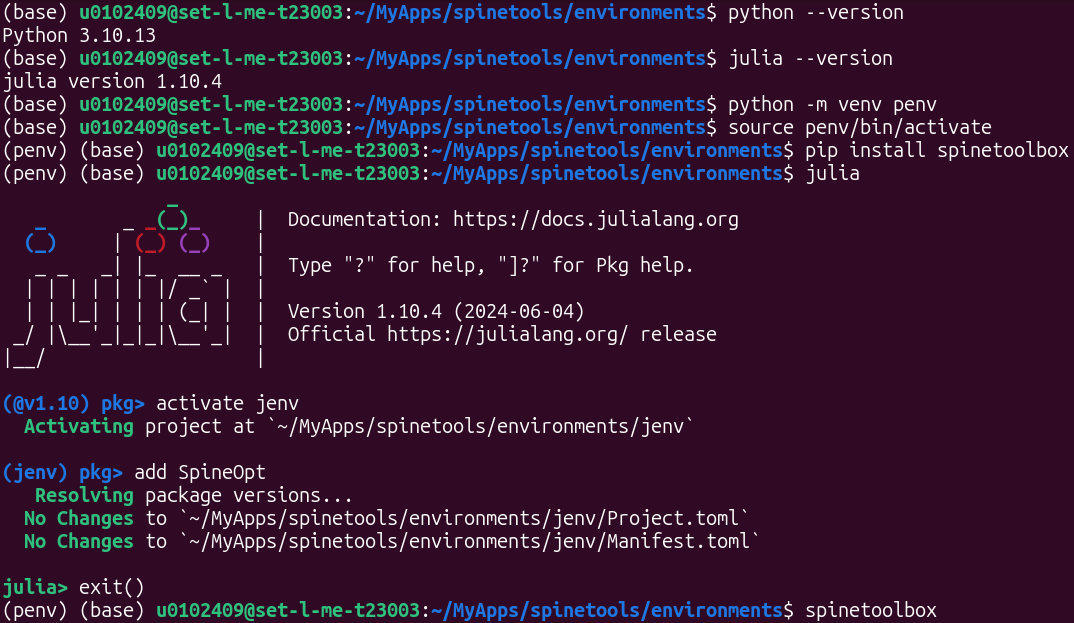 (base) u0102409@set-l-me-t23003:~/MyApps/spinetools/environments$ python --version
Python 3.10.13
(base) u0102409@set-l-me-t23003:~/MyApps/spinetools/environments$ julia --version
julia version 1.10.4
(base) u0102409@set-l-me-t23003:~/MyApps/spinetools/environments$ python -m venv penv
(base) u0102409@set-l-me-t23003:~/MyApps/spinetools/environments$ source penv/bin/activate
(penv) (base) u0102409@set-l-me-t23003:~/MyApps/spinetools/environments$ pip install spinetoolbox
(penv) (base) u0102409@set-l-me-t23003:~/MyApps/spinetools/environments$ julia
               _
   _       _ _(_)_     |  Documentation: https://docs.julialang.org
  (_)     | (_) (_)    |
   _ _   _| |_  __ _   |  Type "?" for help, "]?" for Pkg help.
  | | | | | | |/ _` |  |
  | | |_| | | | (_| |  |  Version 1.10.4 (2024-06-04)
 _/ |\__'_|_|_|\__'_|  |  Official https://julialang.org/ release
|__/                   |
(@v1.10) pkg> activate jenv
  Activating project at `~/MyApps/spinetools/environments/jenv`
(jenv) pkg> add SpineOpt
   Resolving package versions...
  No Changes to `~/MyApps/spinetools/environments/jenv/Project.toml`
  No Changes to `~/MyApps/spinetools/environments/jenv/Manifest.toml`
julia> exit()
(penv) (base) u0102409@set-l-me-t23003:~/MyApps/spinetools/environments$ spinetoolbox